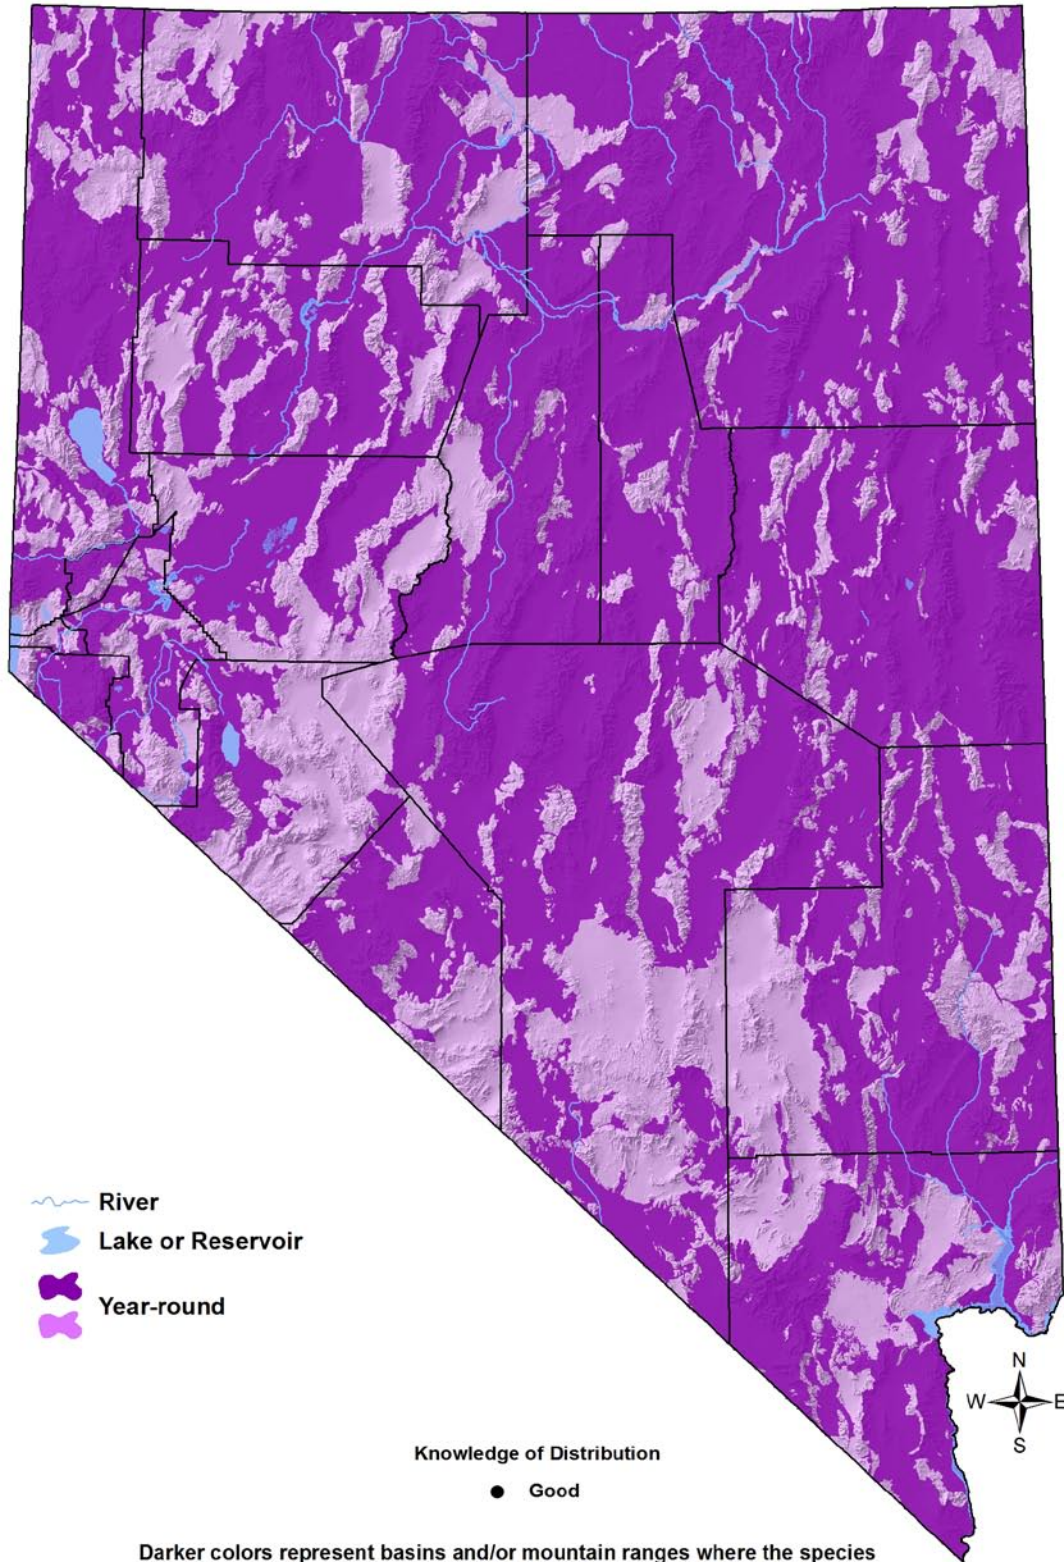 River
Lake or Reservoir
Year-round
N
W E
S
Knowledge of Distribution
Good
Darker colors represent basins and/or mountain ranges where the species